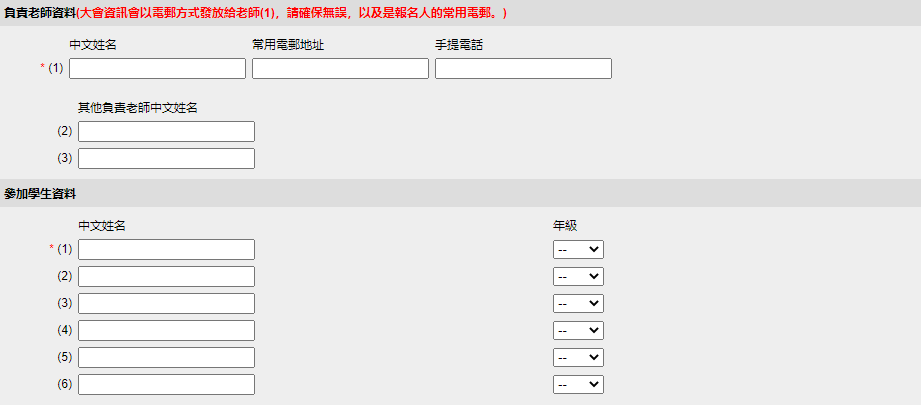 負責老師資料(大會資訊會以電郵方式發放給老師(1)，請確保無誤，以及是報名人的常用電郵。)
中文姓名 常用電郵地址 手提電話
* (1)
其他負責老師中文姓名
(2)
(3)
參加學生資料
中文姓名 年級
* (1) --
(2) --
(3) --
(4) --
(5) --
(6) --